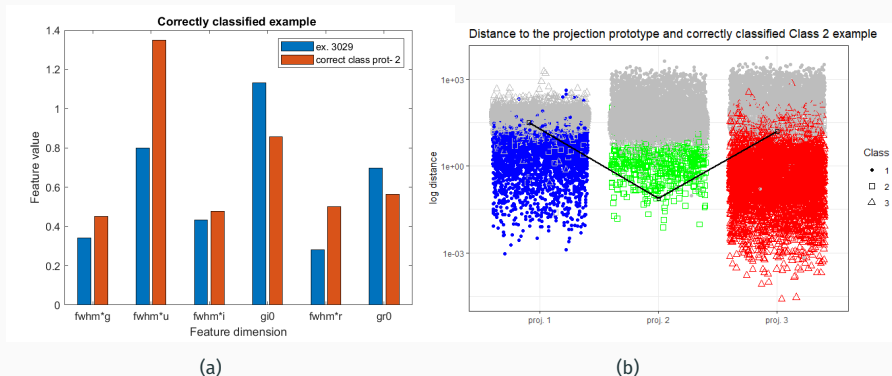 Correctly classified example
ex. 3029
correct class prot- 2
Feature value
1.4
1.2
1
0.8
0.6
0.4
0.2
0
fwhm*g
fwhm*u
fwhm*i
gi0
fwhm*r
gr0
Feature dimension
(a)
Distance to the projection prototype and correctly classified Class 2 example
log distance
1e+03
1e+00
1e-03
proj. 1
proj. 2
proj. 3
Class
1
2
3
(b)